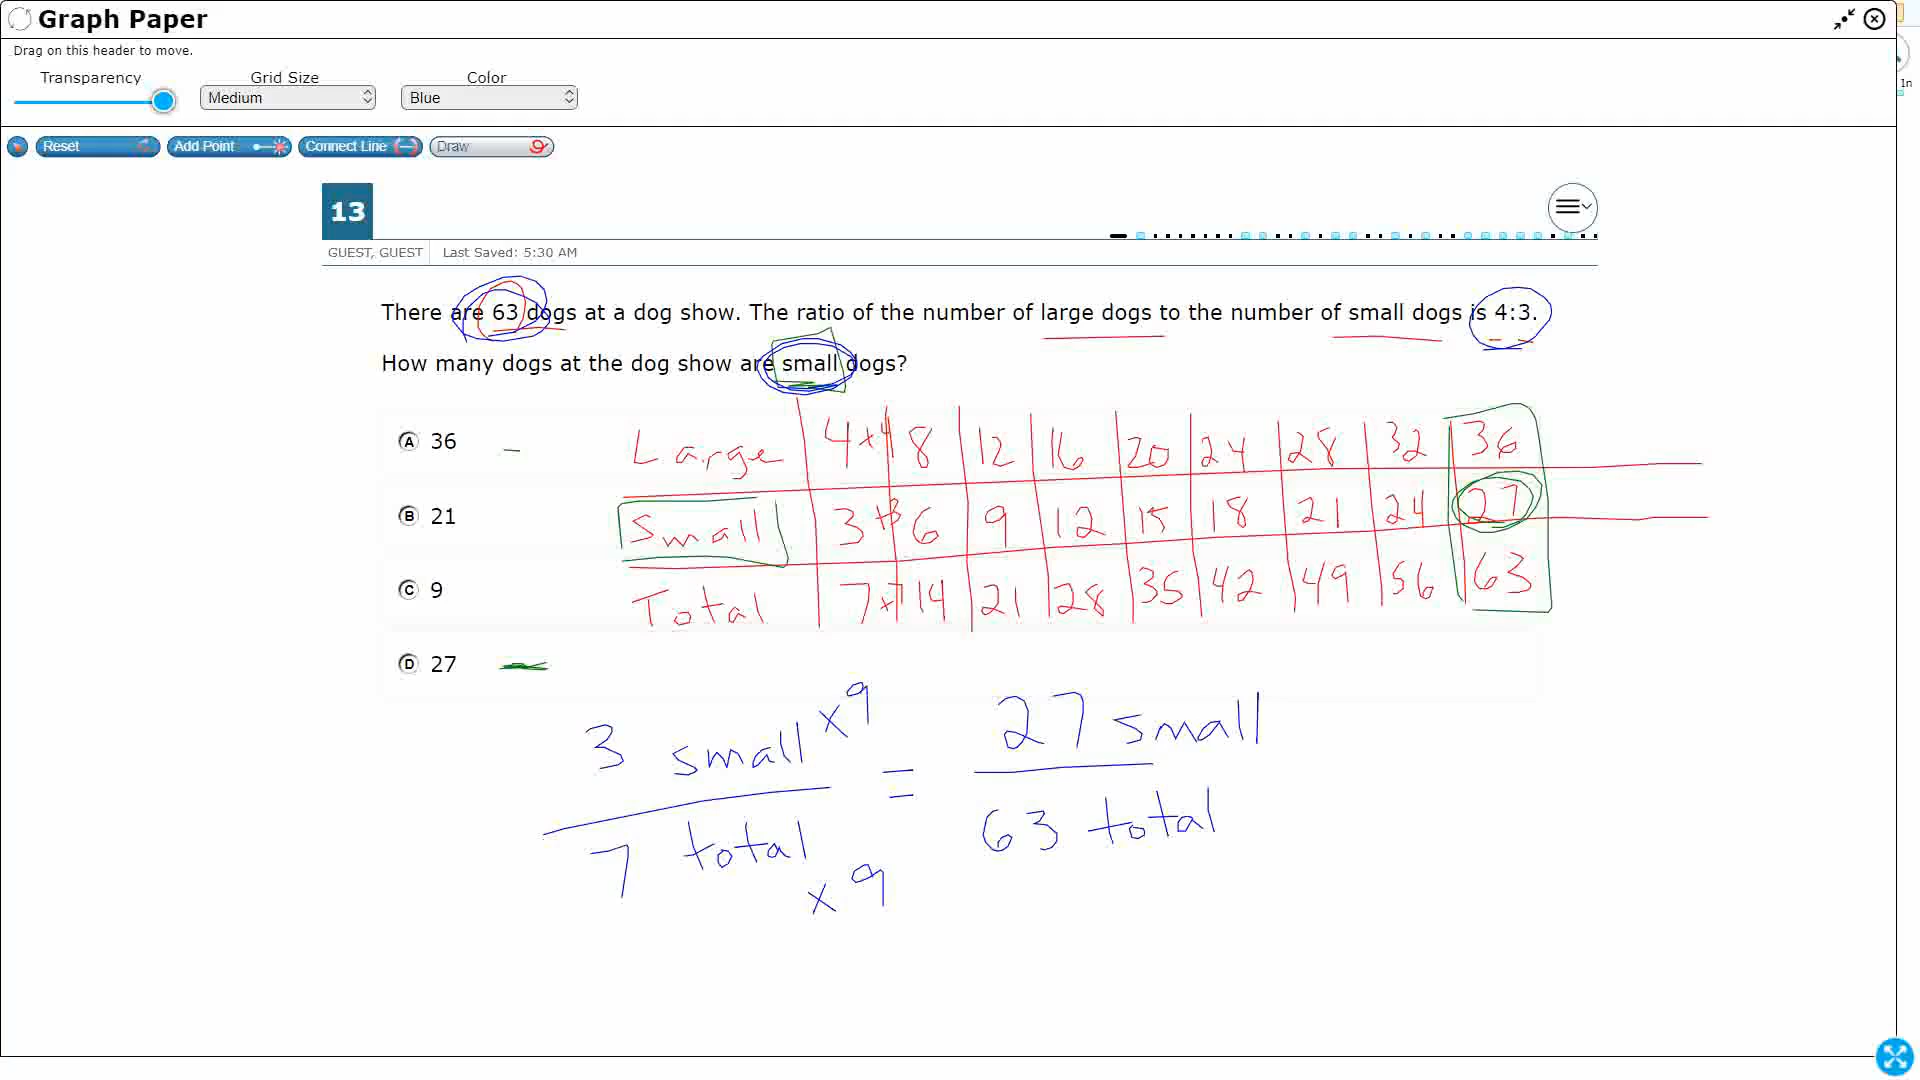 Graph Paper
Drag on this header to move.
Transparency Grid Size Color
Medium Blue
Reset Add Point Connect Line Draw
In
13
GUEST, GUEST Last Saved: 5:30 AM
There are 63 dogs at a dog show. The ratio of the number of large dogs to the number of small dogs is 4:3.
How many dogs at the dog show are small dogs?
A 36
B 21
C 9
D 27
Large 4 8 12 16 20 24 28 32 36
Small 3 +3 6 9 12 15 18 21 24 27
Total 7 14 21 28 35 42 49 56 63
3 small x9 = 27 small
7 total x9 63 total